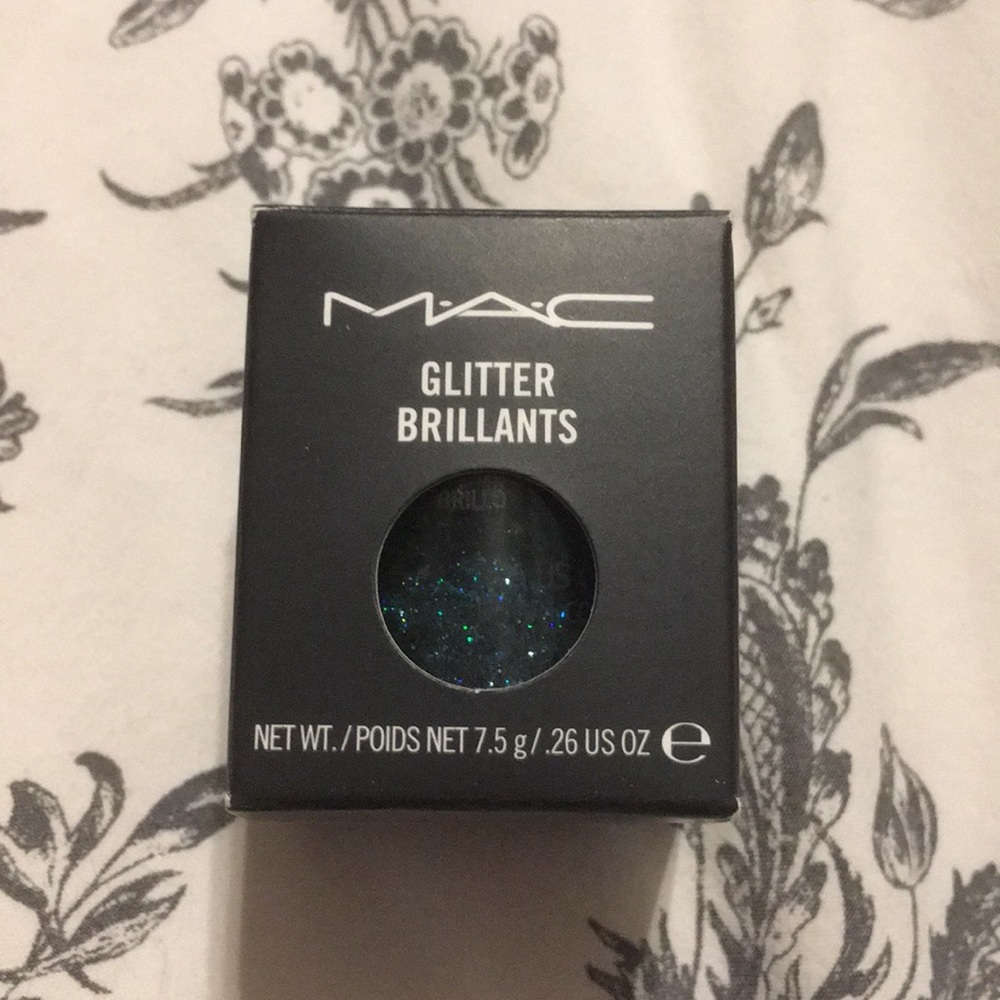 M·A·C
GLITTER
BRILLANTS
NET WT. / POIDS NET 7.5 g / .26 US OZ ℮